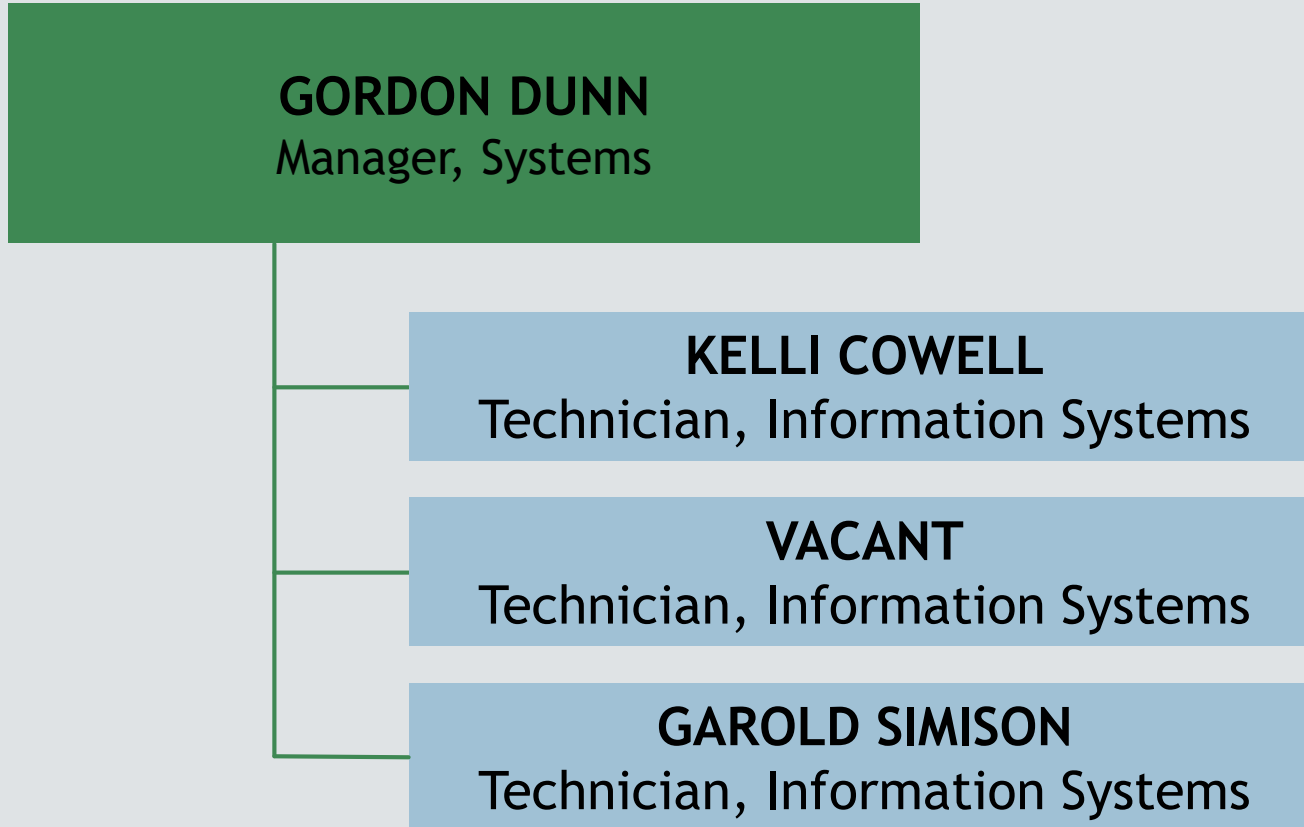 GORDON DUNN
Manager, Systems
KELLI COWELL
Technician, Information Systems
VACANT
Technician, Information Systems
GAROLD SIMISON
Technician, Information Systems